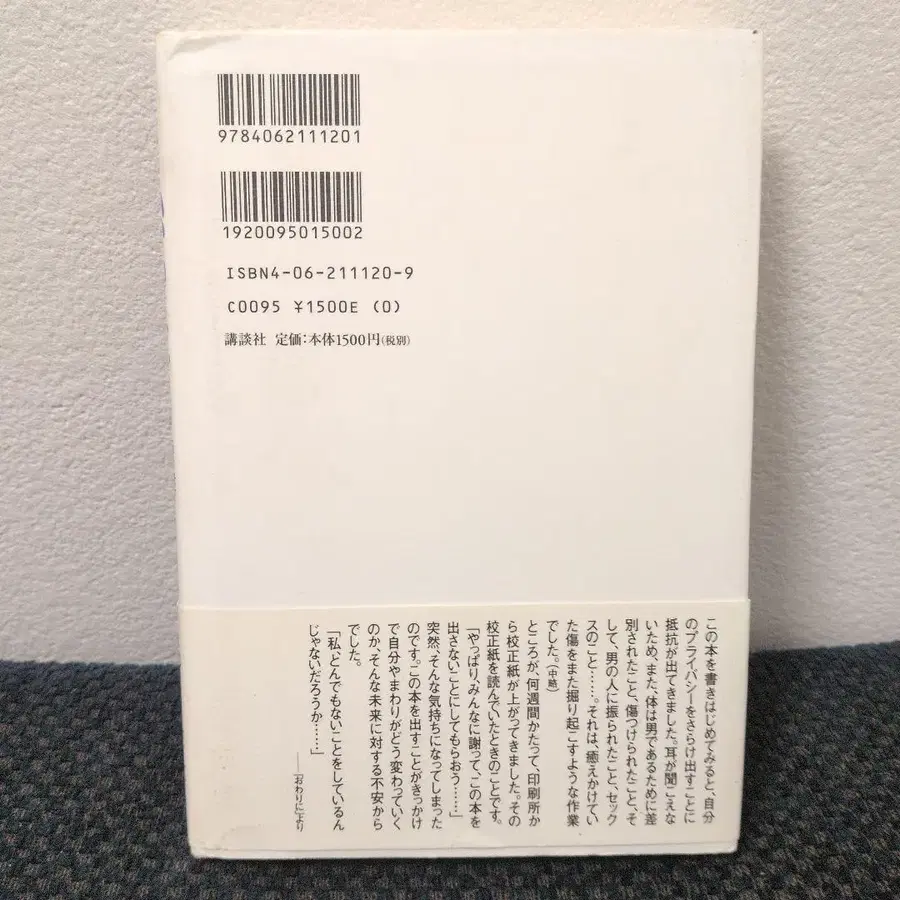 9784062111201
1920095015002
ISBN4-06-211120-9
C0095 ¥1500E (0)
講談社 定価:本体1500円(税別)
この本を書きはじめてみると、自分
のプライバシーをさらけ出すことに
抵抗が出てきました。耳が聞こえな
いため、また、体は男であるために差
別されたこと、傷つけられたこと、そ
して、男の人に振られたこと、セック
スのこと……。それは、癒えかけてい
た傷をまた掘り起こすような作業
でした。(中略)
ところが、何週間かたって、印刷所か
ら校正紙が上がってきました。その
校正紙を読んでいたときのことです。
「やっぱり、みんなに謝って、この本を
出さないことにしてもらおう……」
突然、そんな気持ちになってしまった
のです。この本を出すことがきっかけ
で自分やまわりがどう変わっていく
のか、そんな未来に対する不安から
でした。
「私、とんでもないことをしているん
じゃないだろうか……」
——「おわりに」より